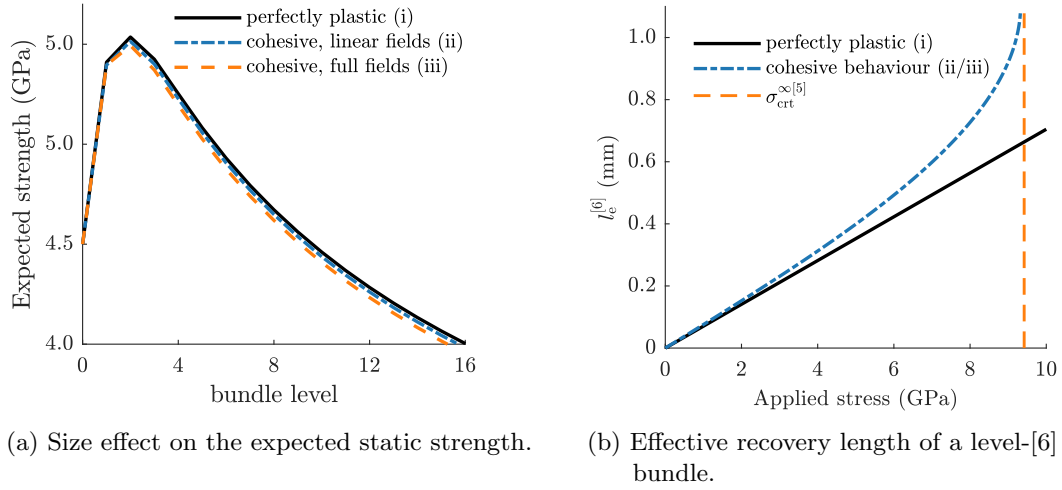 perfectly plastic (i)
cohesive, linear fields (ii)
cohesive, full fields (iii)
Expected strength (GPa)
5.0
5.0
4.5
4.0
0 4 8 12 16
bundle level
(a) Size effect on the expected static strength.
perfectly plastic (i)
cohesive behaviour (ii/iii)
σ_crt^∞[5]
l_e^[6] (mm)
1.0
0.8
0.6
0.4
0.2
0
0 2 4 6 8 10
Applied stress (GPa)
(b) Effective recovery length of a level-[6]
bundle.